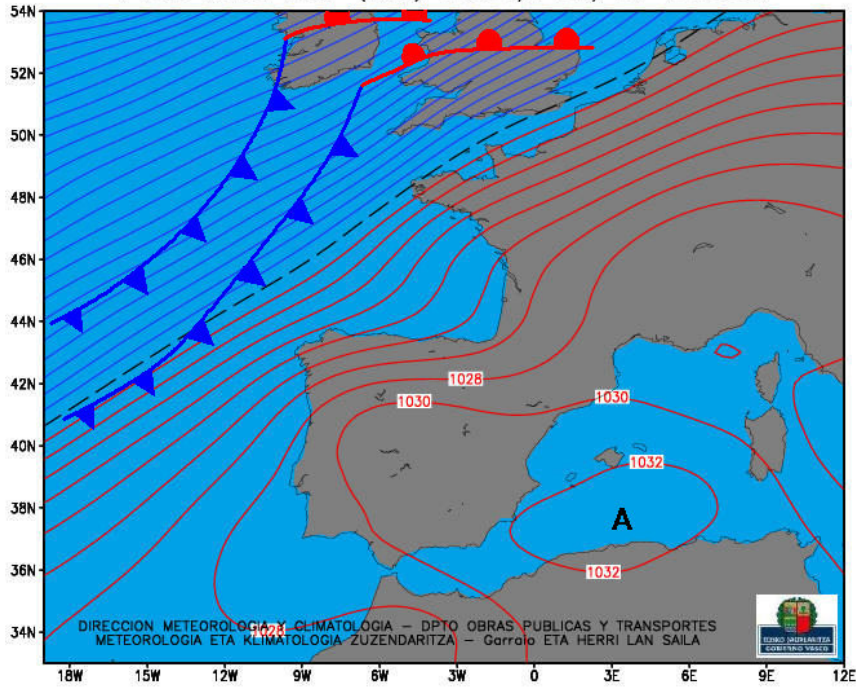 54N
52N
50N
48N
46N
44N
1028
42N
1030
1030
40N
1032
38N
A
36N
1032
1028
DIRECCION METEOROLOGIA Y CLIMATOLOGIA – DPTO OBRAS PUBLICAS Y TRANSPORTES
34N
METEOROLOGIA ETA KLIMATOLOGIA ZUZENDARITZA – Garraio ETA HERRI LAN SAILA
EUSKO JAURLARITZA
GOBIERNO VASCO
18W 15W 12W 9W 6W 3W 0 3E 6E 9E 12E